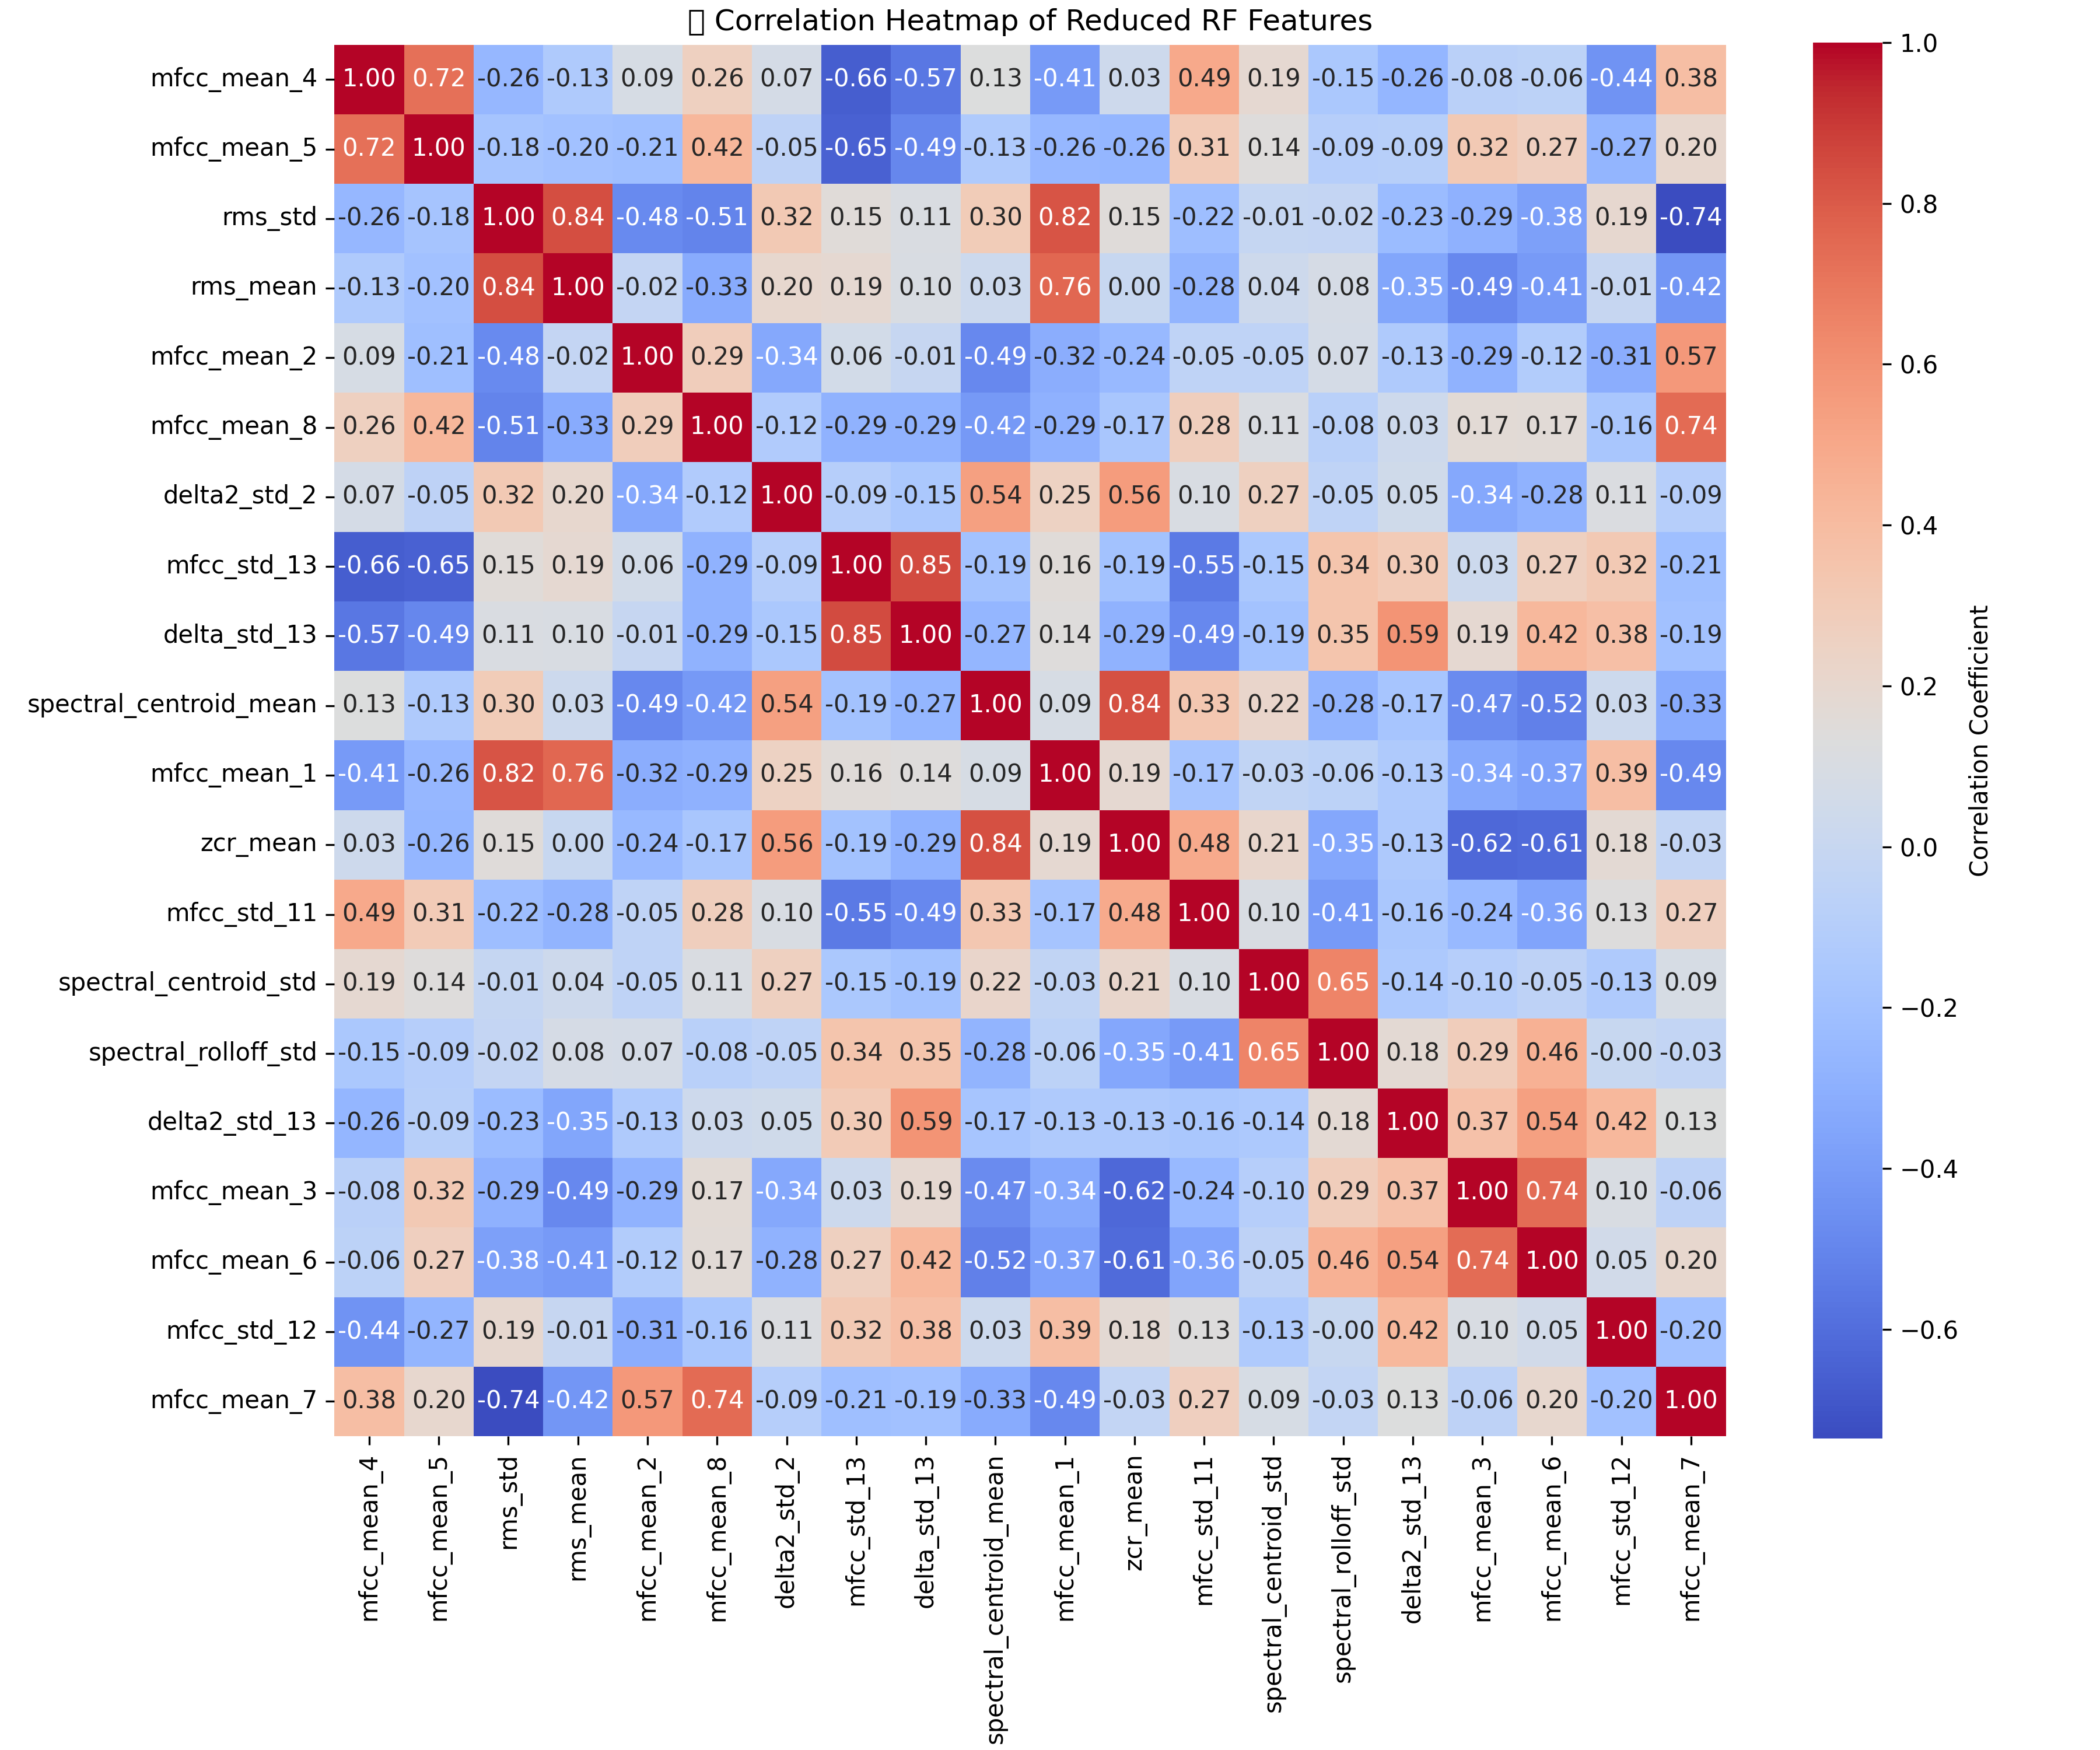 ▯ Correlation Heatmap of Reduced RF Features
mfcc_mean_4 1.00 0.72 -0.26 -0.13 0.09 0.26 0.07 -0.66 -0.57 0.13 -0.41 0.03 0.49 0.19 -0.15 -0.26 -0.08 -0.06 -0.44 0.38
mfcc_mean_5 0.72 1.00 -0.18 -0.20 -0.21 0.42 -0.05 -0.65 -0.49 -0.13 -0.26 -0.26 0.31 0.14 -0.09 -0.09 0.32 0.27 -0.27 0.20
rms_std -0.26 -0.18 1.00 0.84 -0.48 -0.51 0.32 0.15 0.11 0.30 0.82 0.15 -0.22 -0.01 -0.02 -0.23 -0.29 -0.38 0.19 -0.74
rms_mean -0.13 -0.20 0.84 1.00 -0.02 -0.33 0.20 0.19 0.10 0.03 0.76 0.00 -0.28 0.04 0.08 -0.35 -0.49 -0.41 -0.01 -0.42
mfcc_mean_2 0.09 -0.21 -0.48 -0.02 1.00 0.29 -0.34 0.06 -0.01 -0.49 -0.32 -0.24 -0.05 -0.05 0.07 -0.13 -0.29 -0.12 -0.31 0.57
mfcc_mean_8 0.26 0.42 -0.51 -0.33 0.29 1.00 -0.12 -0.29 -0.29 -0.42 -0.29 -0.17 0.28 0.11 -0.08 0.03 0.17 0.17 -0.16 0.74
delta2_std_2 0.07 -0.05 0.32 0.20 -0.34 -0.12 1.00 -0.09 -0.15 0.54 0.25 0.56 0.10 0.27 -0.05 0.05 -0.34 -0.28 0.11 -0.09
mfcc_std_13 -0.66 -0.65 0.15 0.19 0.06 -0.29 -0.09 1.00 0.85 -0.19 0.16 -0.19 -0.55 -0.15 0.34 0.30 0.03 0.27 0.32 -0.21
delta_std_13 -0.57 -0.49 0.11 0.10 -0.01 -0.29 -0.15 0.85 1.00 -0.27 0.14 -0.29 -0.49 -0.19 0.35 0.59 0.19 0.42 0.38 -0.19
spectral_centroid_mean 0.13 -0.13 0.30 0.03 -0.49 -0.42 0.54 -0.19 -0.27 1.00 0.09 0.84 0.33 0.22 -0.28 -0.17 -0.47 -0.52 0.03 -0.33
mfcc_mean_1 -0.41 -0.26 0.82 0.76 -0.32 -0.29 0.25 0.16 0.14 0.09 1.00 0.19 -0.17 -0.03 -0.06 -0.13 -0.34 -0.37 0.39 -0.49
zcr_mean 0.03 -0.26 0.15 0.00 -0.24 -0.17 0.56 -0.19 -0.29 0.84 0.19 1.00 0.48 0.21 -0.35 -0.13 -0.62 -0.61 0.18 -0.03
mfcc_std_11 0.49 0.31 -0.22 -0.28 -0.05 0.28 0.10 -0.55 -0.49 0.33 -0.17 0.48 1.00 0.10 -0.41 -0.16 -0.24 -0.36 0.13 0.27
spectral_centroid_std 0.19 0.14 -0.01 0.04 -0.05 0.11 0.27 -0.15 -0.19 0.22 -0.03 0.21 0.10 1.00 0.65 -0.14 -0.10 -0.05 -0.13 0.09
spectral_rolloff_std -0.15 -0.09 -0.02 0.08 0.07 -0.08 -0.05 0.34 0.35 -0.28 -0.06 -0.35 -0.41 0.65 1.00 0.18 0.29 0.46 -0.00 -0.03
delta2_std_13 -0.26 -0.09 -0.23 -0.35 -0.13 0.03 0.05 0.30 0.59 -0.17 -0.13 -0.13 -0.16 -0.14 0.18 1.00 0.37 0.54 0.42 0.13
mfcc_mean_3 -0.08 0.32 -0.29 -0.49 -0.29 0.17 -0.34 0.03 0.19 -0.47 -0.34 -0.62 -0.24 -0.10 0.29 0.37 1.00 0.74 0.10 -0.06
mfcc_mean_6 -0.06 0.27 -0.38 -0.41 -0.12 0.17 -0.28 0.27 0.42 -0.52 -0.37 -0.61 -0.36 -0.05 0.46 0.54 0.74 1.00 0.05 0.20
mfcc_std_12 -0.44 -0.27 0.19 -0.01 -0.31 -0.16 0.11 0.32 0.38 0.03 0.39 0.18 0.13 -0.13 -0.00 0.42 0.10 0.05 1.00 -0.20
mfcc_mean_7 0.38 0.20 -0.74 -0.42 0.57 0.74 -0.09 -0.21 -0.19 -0.33 -0.49 -0.03 0.27 0.09 -0.03 0.13 -0.06 0.20 -0.20 1.00
mfcc_mean_4
mfcc_mean_5
rms_std
rms_mean
mfcc_mean_2
mfcc_mean_8
delta2_std_2
mfcc_std_13
delta_std_13
spectral_centroid_mean
mfcc_mean_1
zcr_mean
mfcc_std_11
spectral_centroid_std
spectral_rolloff_std
delta2_std_13
mfcc_mean_3
mfcc_mean_6
mfcc_std_12
mfcc_mean_7
1.0
0.8
0.6
0.4
0.2
0.0
−0.2
−0.4
−0.6
Correlation Coefficient